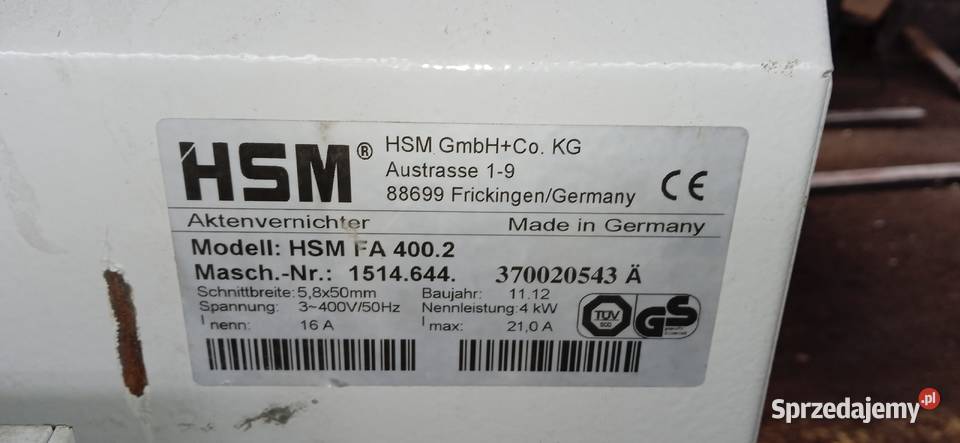 HSM® HSM GmbH+Co. KG
Austrasse 1-9
88699 Frickingen/Germany
CE
Aktenvernichter Made in Germany
Modell: HSM FA 400.2
Masch.-Nr.: 1514.644. 370020543 Ä
Schnittbreite: 5,8x50mm Baujahr: 11.12
Spannung: 3~400V/50Hz Nennleistung: 4 kW
I nenn: 16 A I max: 21,0 A
TÜV
GS
Sprzedajemy.pl